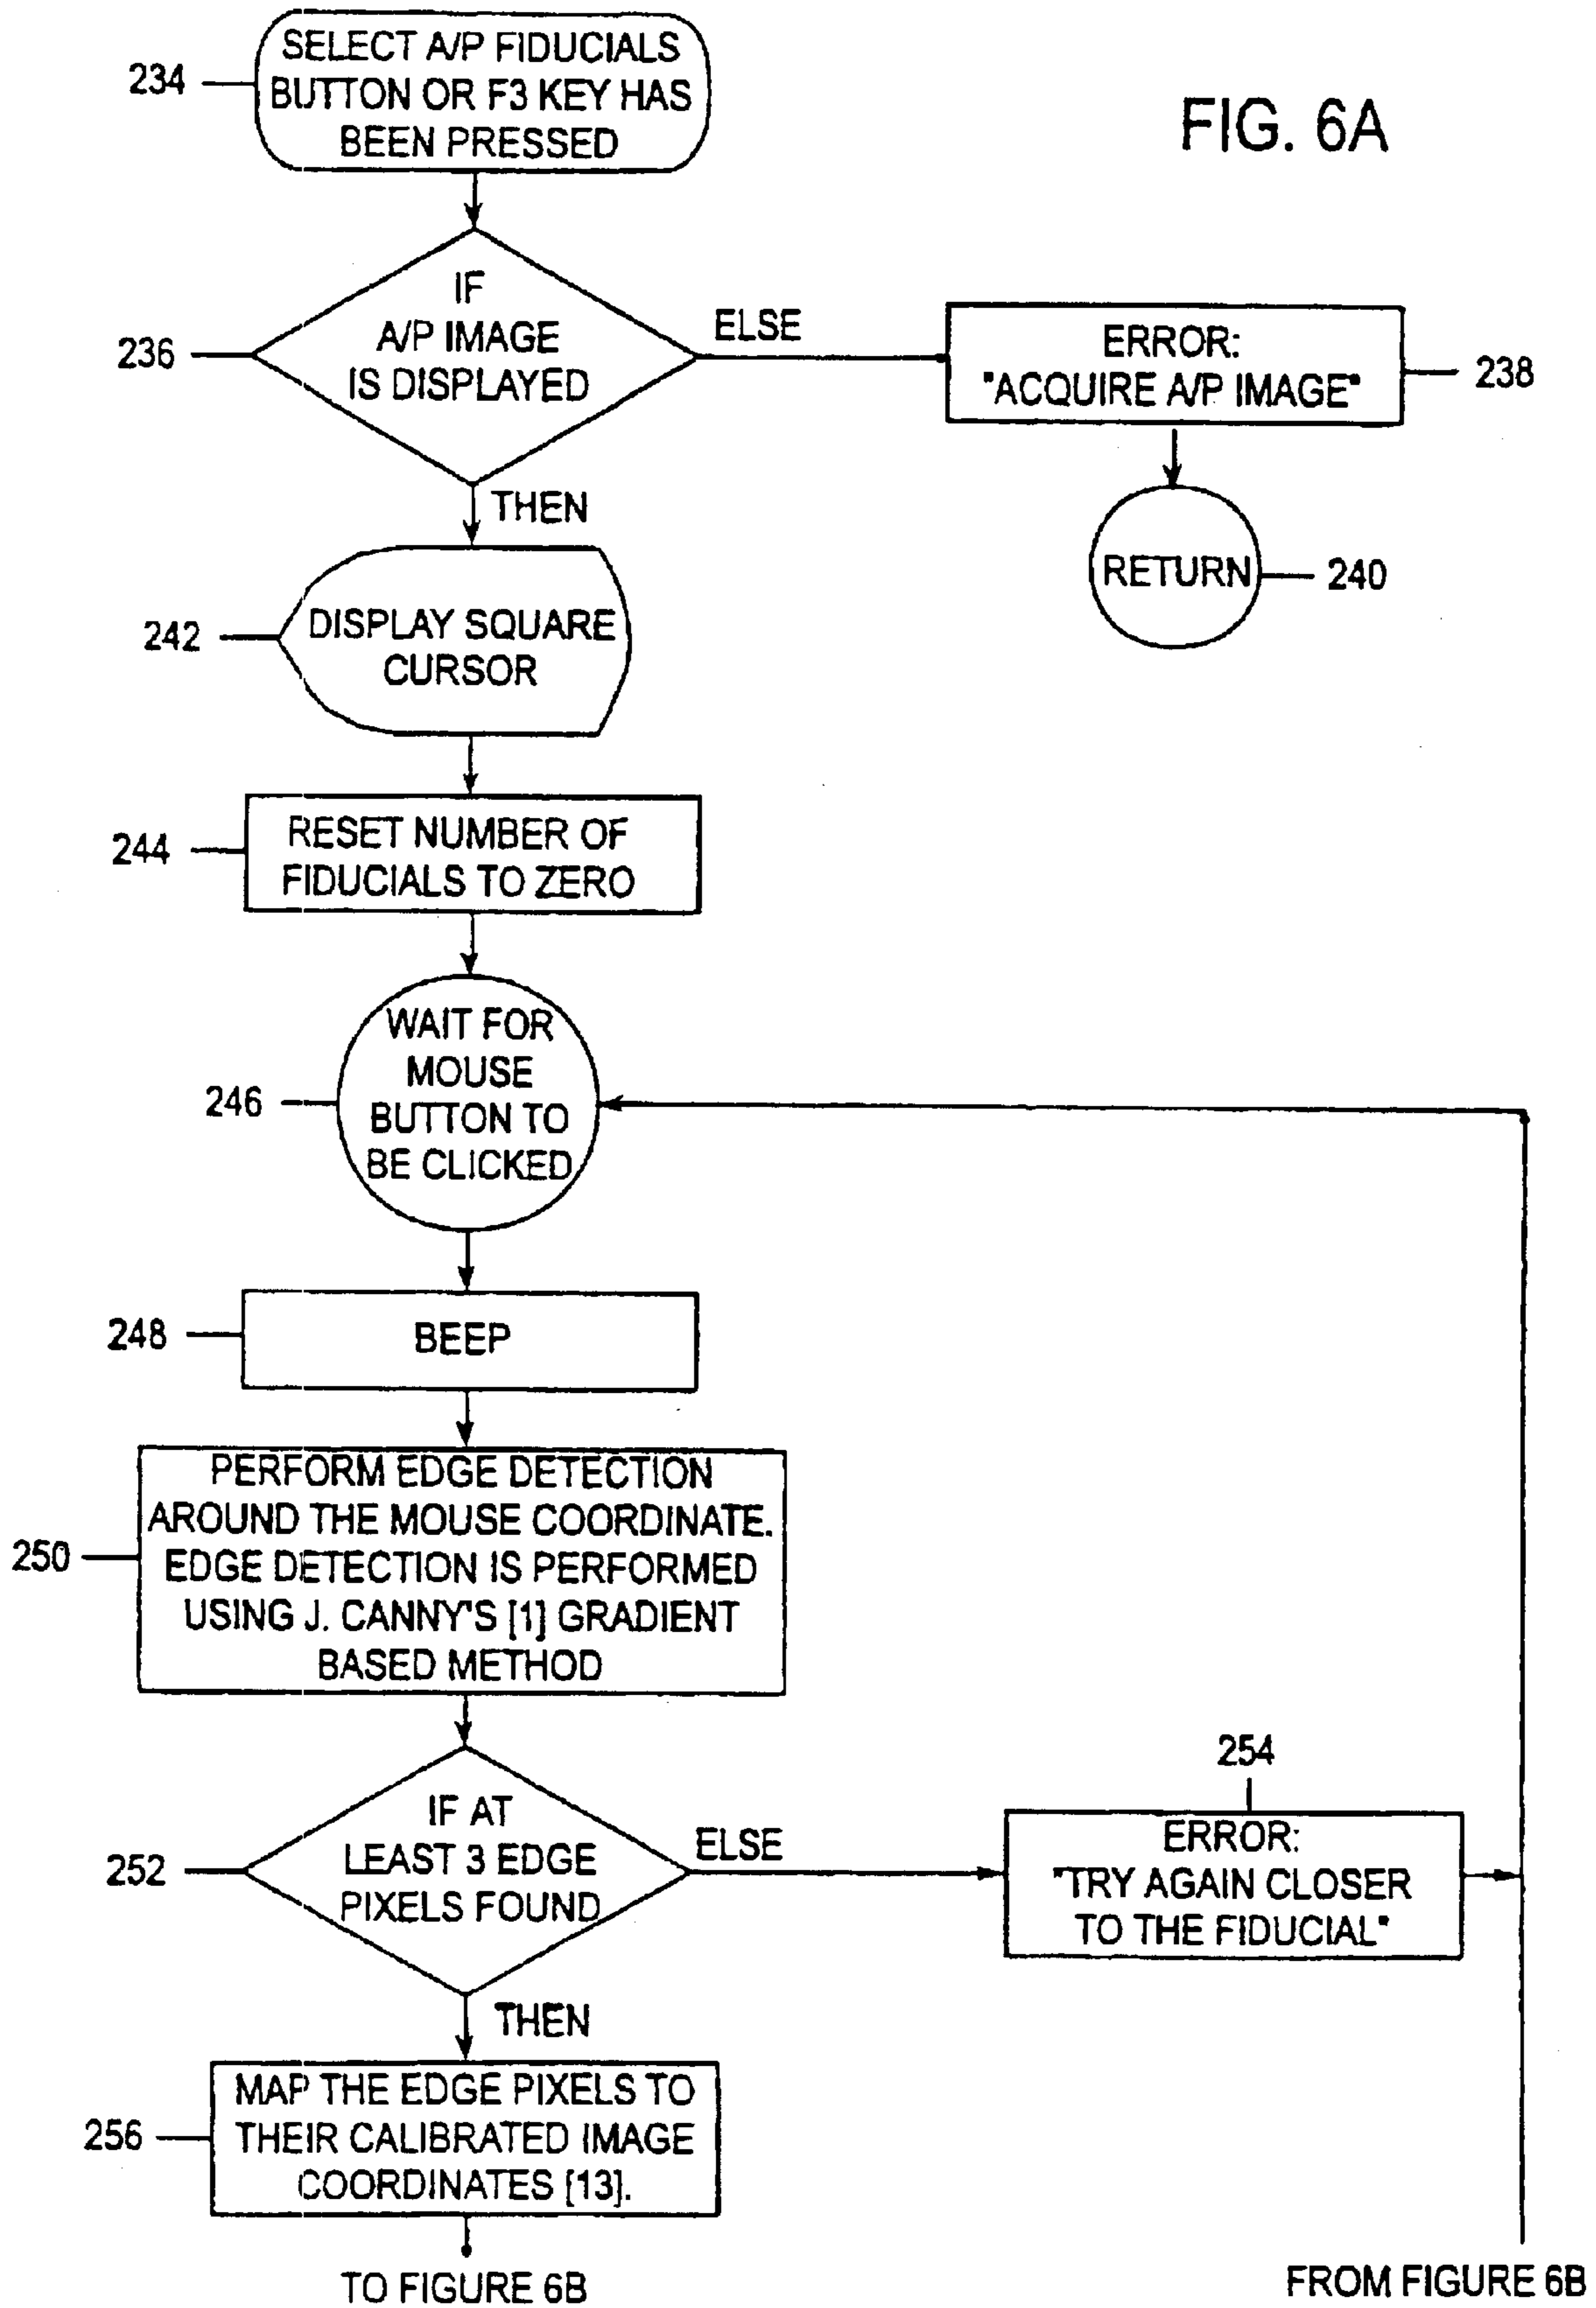 SELECT A/P FIDUCIALS
234
BUTTON OR F3 KEY HAS
BEEN PRESSED
FIG. 6A
IF
A/P IMAGE
IS DISPLAYED
236
ELSE
ERROR:
"ACQUIRE A/P IMAGE"
238
THEN
RETURN
240
DISPLAY SQUARE
CURSOR
242
RESET NUMBER OF
FIDUCIALS TO ZERO
244
WAIT FOR
MOUSE
BUTTON TO
BE CLICKED
246
BEEP
248
PERFORM EDGE DETECTION
AROUND THE MOUSE COORDINATE.
EDGE DETECTION IS PERFORMED
USING J. CANNY'S [1] GRADIENT
BASED METHOD
250
IF AT
LEAST 3 EDGE
PIXELS FOUND
252
ELSE
254
ERROR:
"TRY AGAIN CLOSER
TO THE FIDUCIAL"
THEN
MAP THE EDGE PIXELS TO
THEIR CALIBRATED IMAGE
COORDINATES [13].
256
TO FIGURE 6B
FROM FIGURE 6B